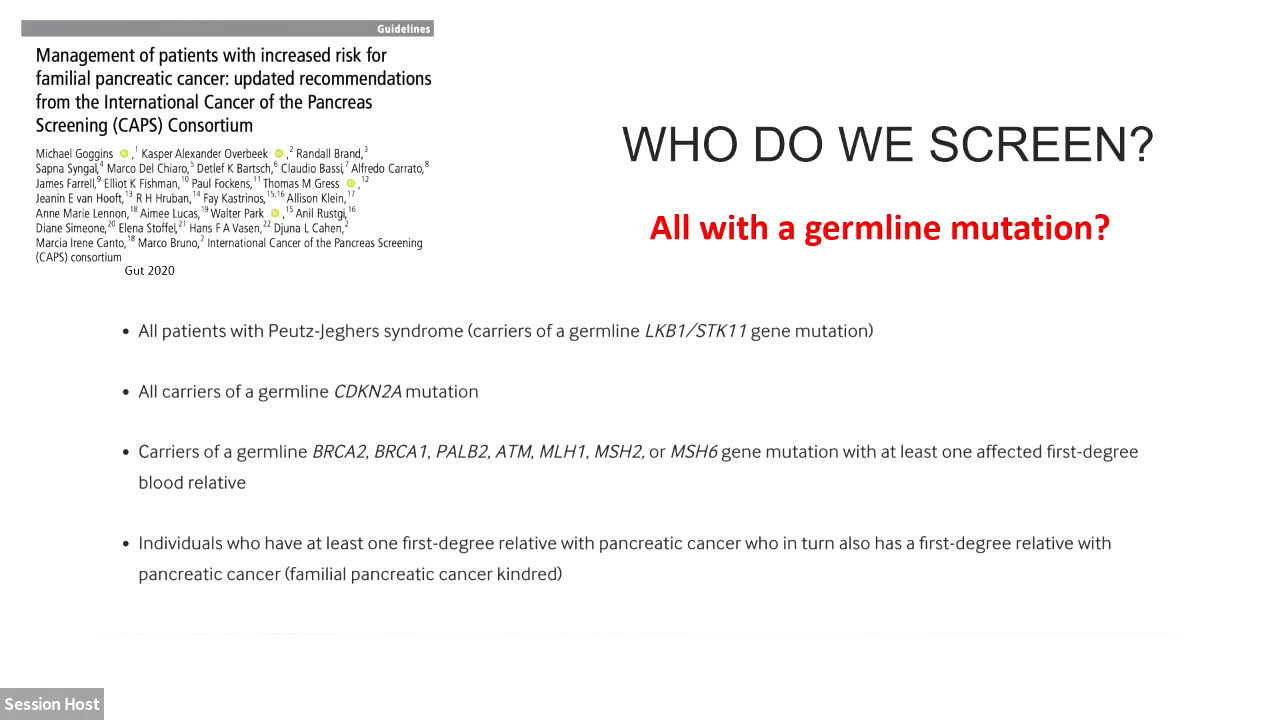 Guidelines
Management of patients with increased risk for
familial pancreatic cancer: updated recommendations
from the International Cancer of the Pancreas
Screening (CAPS) Consortium
Michael Goggins ,1 Kasper Alexander Overbeek ,2 Randall Brand,3
Sapna Syngal,4 Marco Del Chiaro,5 Detlef K Bartsch,6 Claudio Bassi,7 Alfredo Carrato,8
James Farrell,9 Elliot K Fishman,10 Paul Fockens,11 Thomas M Gress ,12
Jeanin E van Hooft,13 R H Hruban,14 Fay Kastrinos,15,16 Allison Klein,17
Anne Marie Lennon,18 Aimee Lucas,19 Walter Park ,15 Anil Rustgi,16
Diane Simeone,20 Elena Stoffel,21 Hans F A Vasen,22 Djuna L Cahen,2
Marcia Irene Canto,18 Marco Bruno,2 International Cancer of the Pancreas Screening
(CAPS) consortium
Gut 2020
WHO DO WE SCREEN?
All with a germline mutation?
• All patients with Peutz-Jeghers syndrome (carriers of a germline LKB1/STK11 gene mutation)
• All carriers of a germline CDKN2A mutation
• Carriers of a germline BRCA2, BRCA1, PALB2, ATM, MLH1, MSH2, or MSH6 gene mutation with at least one affected first-degree
blood relative
• Individuals who have at least one first-degree relative with pancreatic cancer who in turn also has a first-degree relative with
pancreatic cancer (familial pancreatic cancer kindred)
Session Host